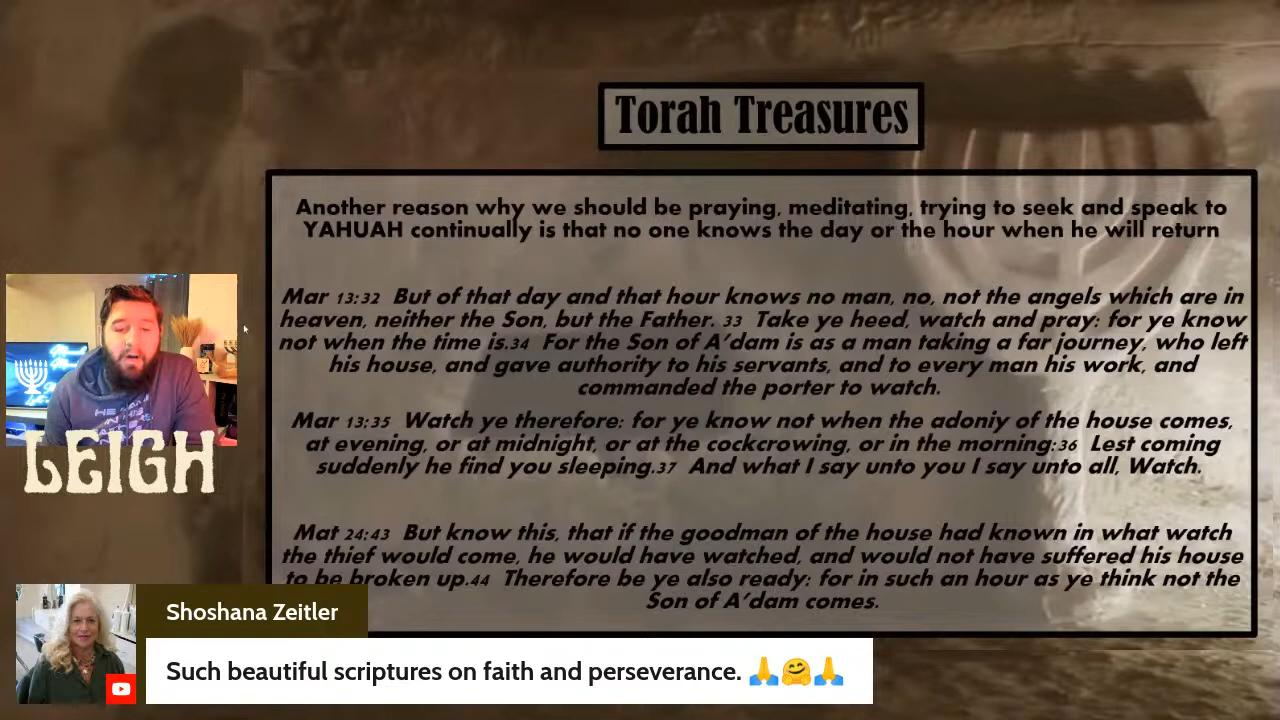 Torah Treasures
Another reason why we should be praying, meditating, trying to seek and speak to
YAHUAH continually is that no one knows the day or the hour when he will return
Mar 13:32 But of that day and that hour knows no man, no, not the angels which are in
heaven, neither the Son, but the Father. 33 Take ye heed, watch and pray: for ye know
not when the time is.34 For the Son of A'dam is as a man taking a far journey, who left
his house, and gave authority to his servants, and to every man his work, and
commanded the porter to watch.
Mar 13:35 Watch ye therefore: for ye know not when the adoniy of the house comes,
at evening, or at midnight, or at the cockcrowing, or in the morning:36 Lest coming
suddenly he find you sleeping.37 And what I say unto you I say unto all, Watch.
Mat 24:43 But know this, that if the goodman of the house had known in what watch
the thief would come, he would have watched, and would not have suffered his house
to be broken up.44 Therefore be ye also ready: for in such an hour as ye think not the
Son of A'dam comes.
LEIGH
Shoshana Zeitler
Such beautiful scriptures on faith and perseverance. 🙏🤗🙏